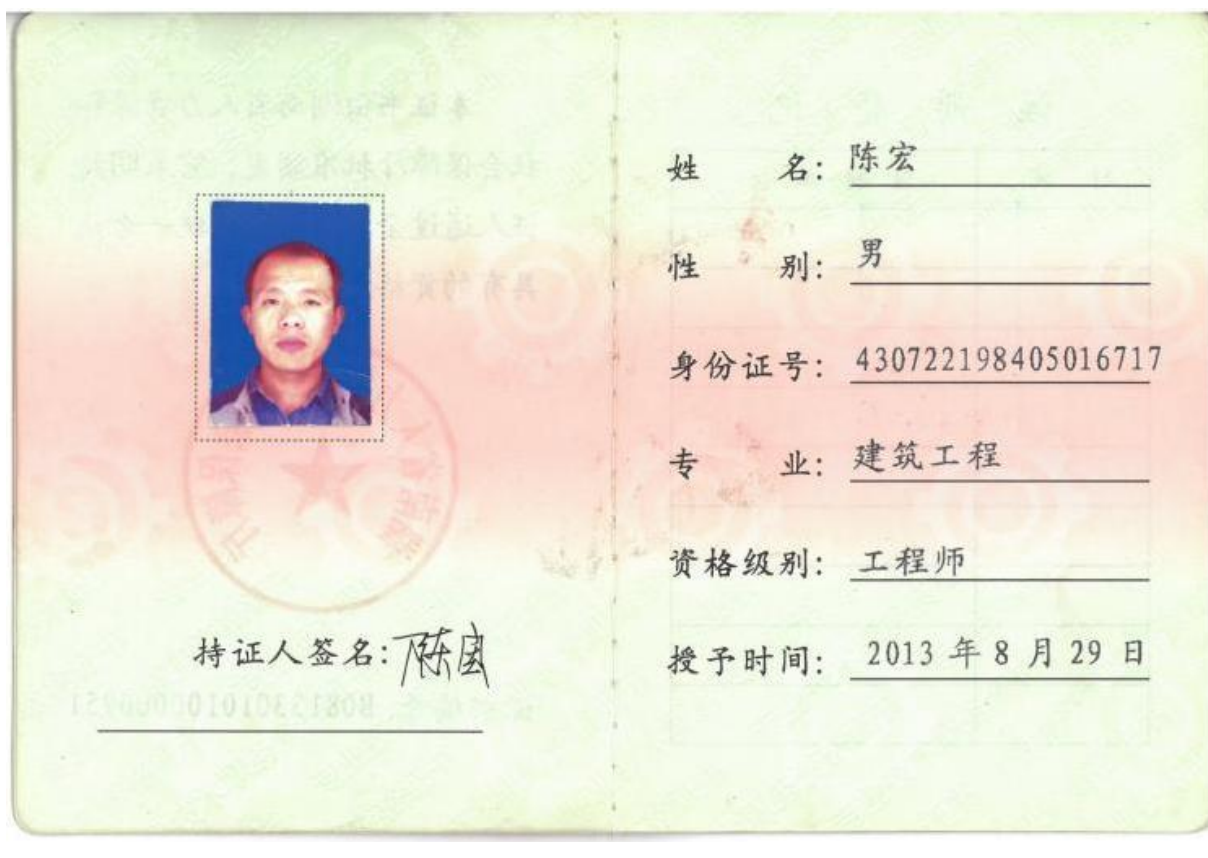 持证人签名:陈宏
姓 名: 陈宏
性 别: 男
身份证号: 430722198405016717
专 业: 建筑工程
资格级别: 工程师
授予时间: 2013 年 8 月 29 日